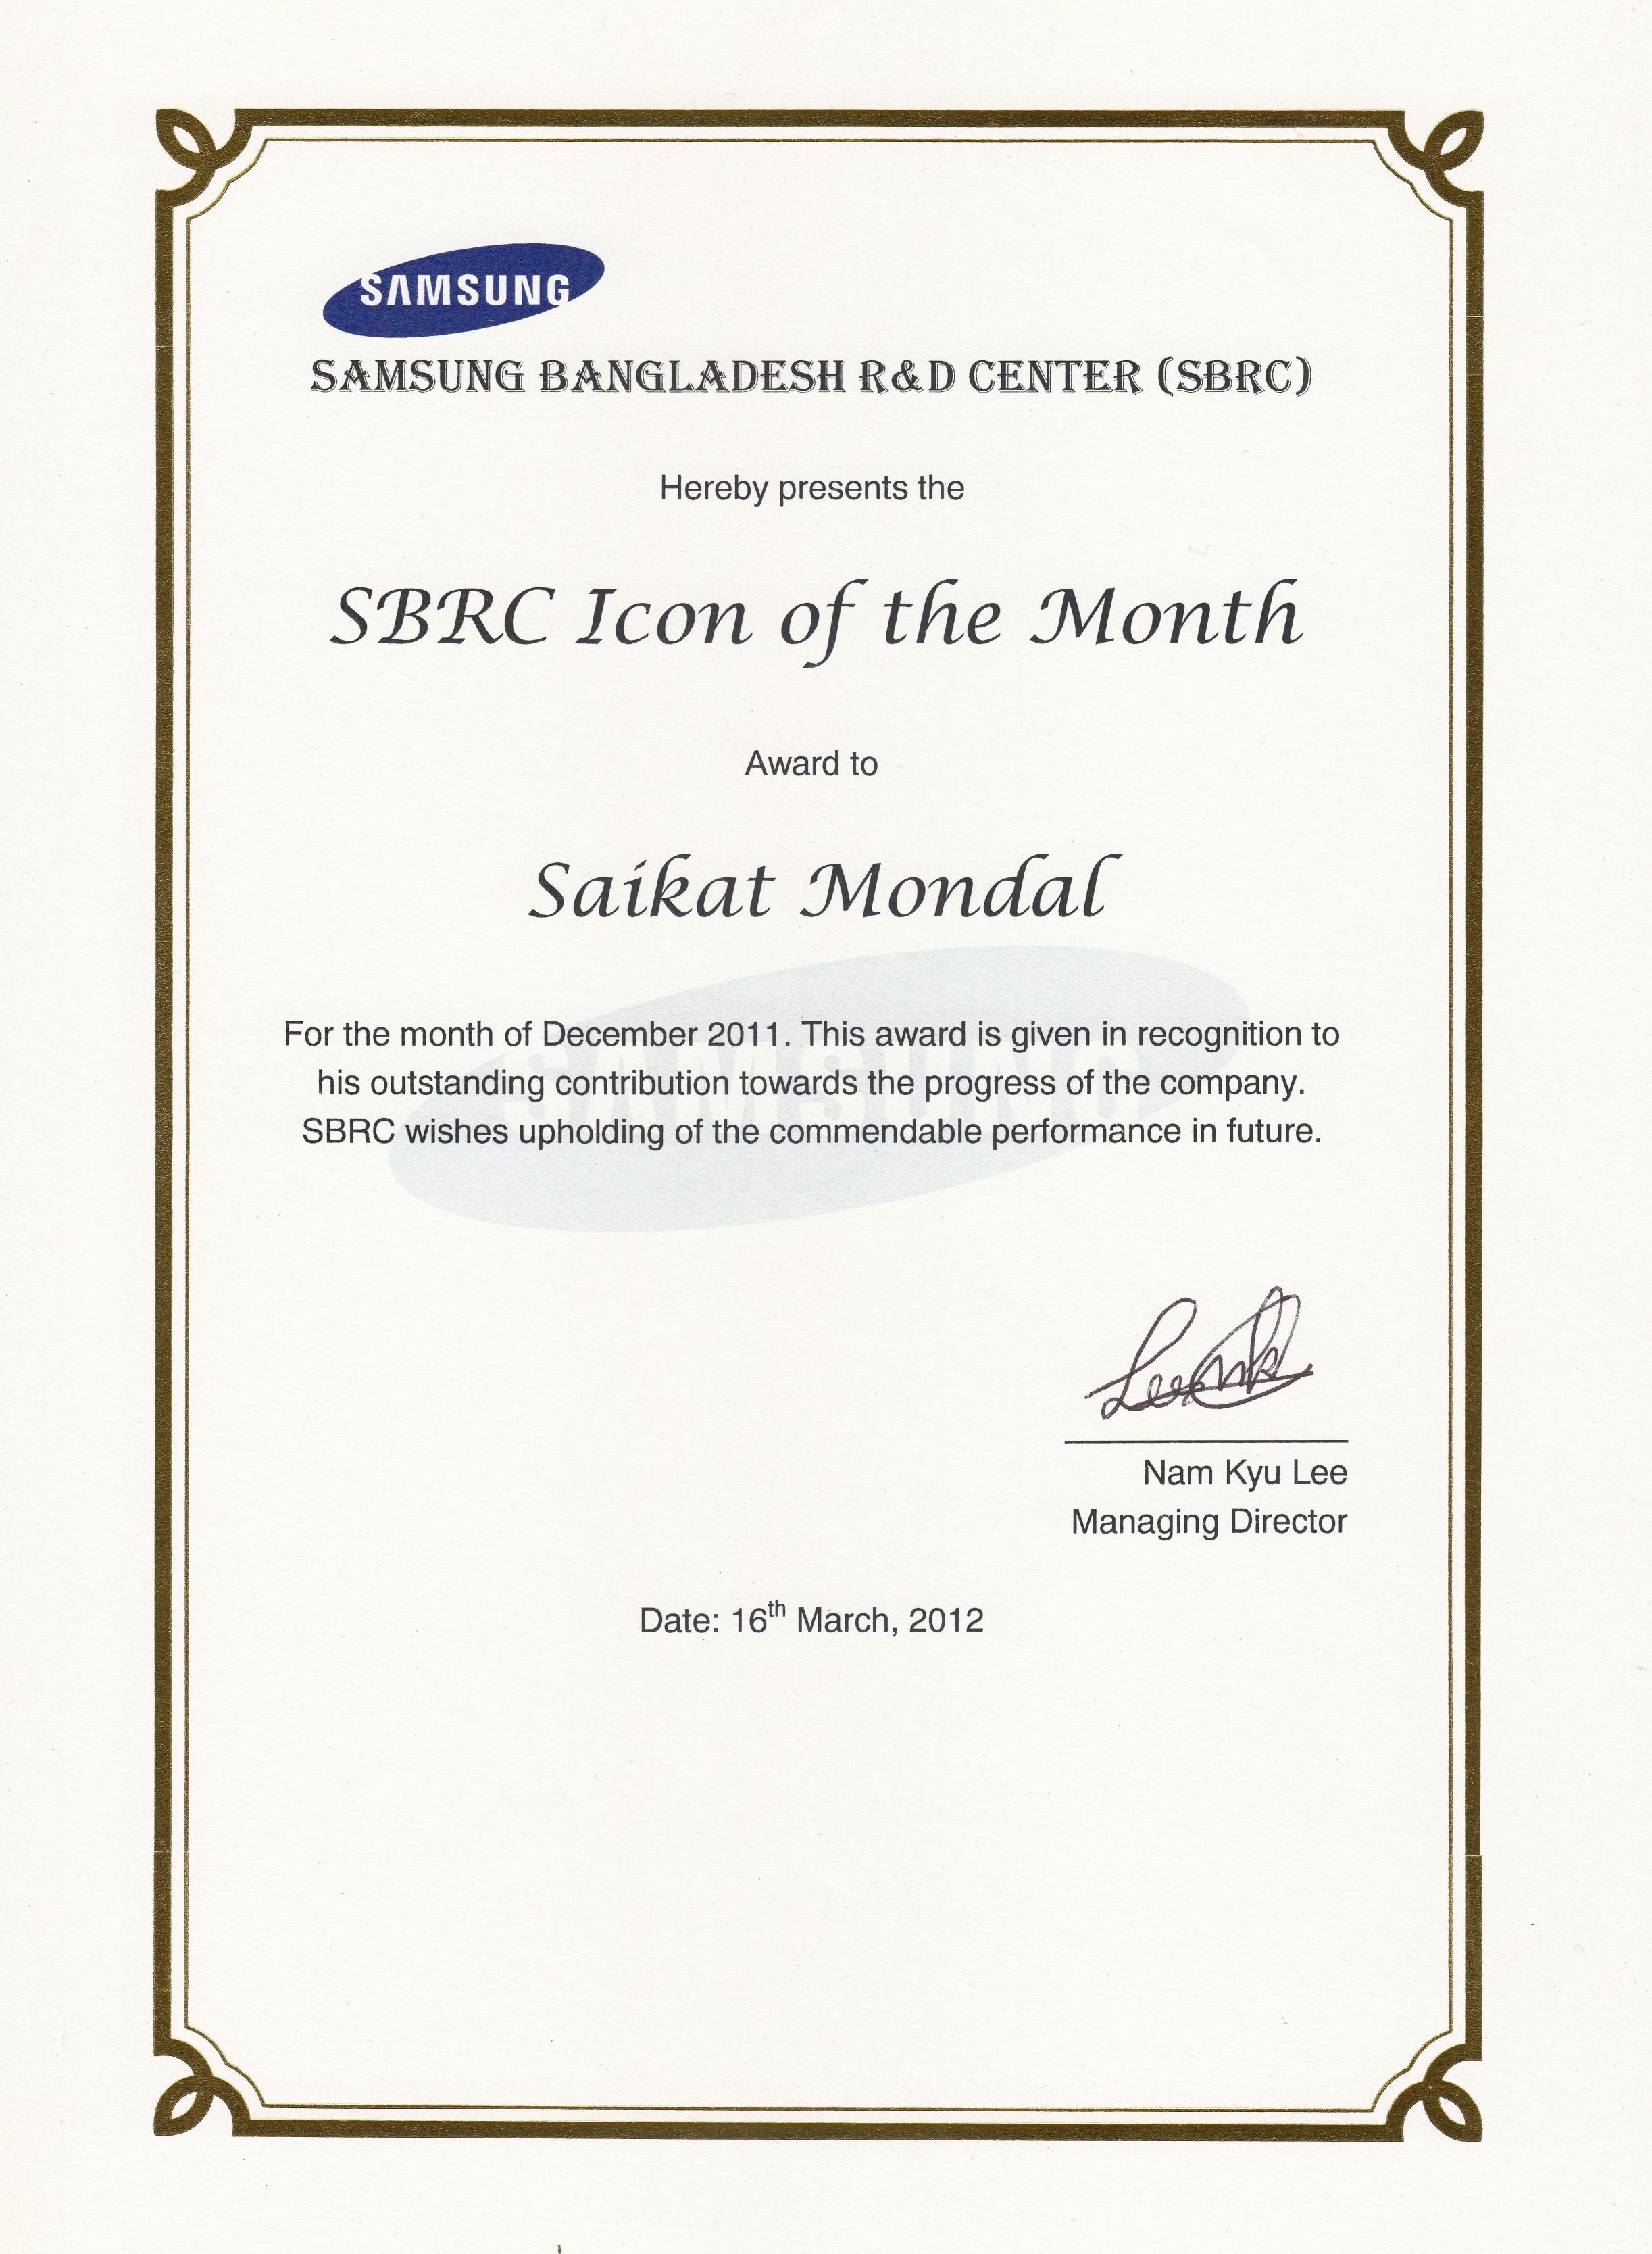 SAMSUNG
SAMSUNG BANGLADESH R&D CENTER (SBRC)
Hereby presents the
SBRC Icon of the Month
Award to
Saikat Mondal
SAMSUNG
For the month of December 2011. This award is given in recognition to
his outstanding contribution towards the progress of the company.
SBRC wishes upholding of the commendable performance in future.
Nam Kyu Lee
Managing Director
Date: 16th March, 2012